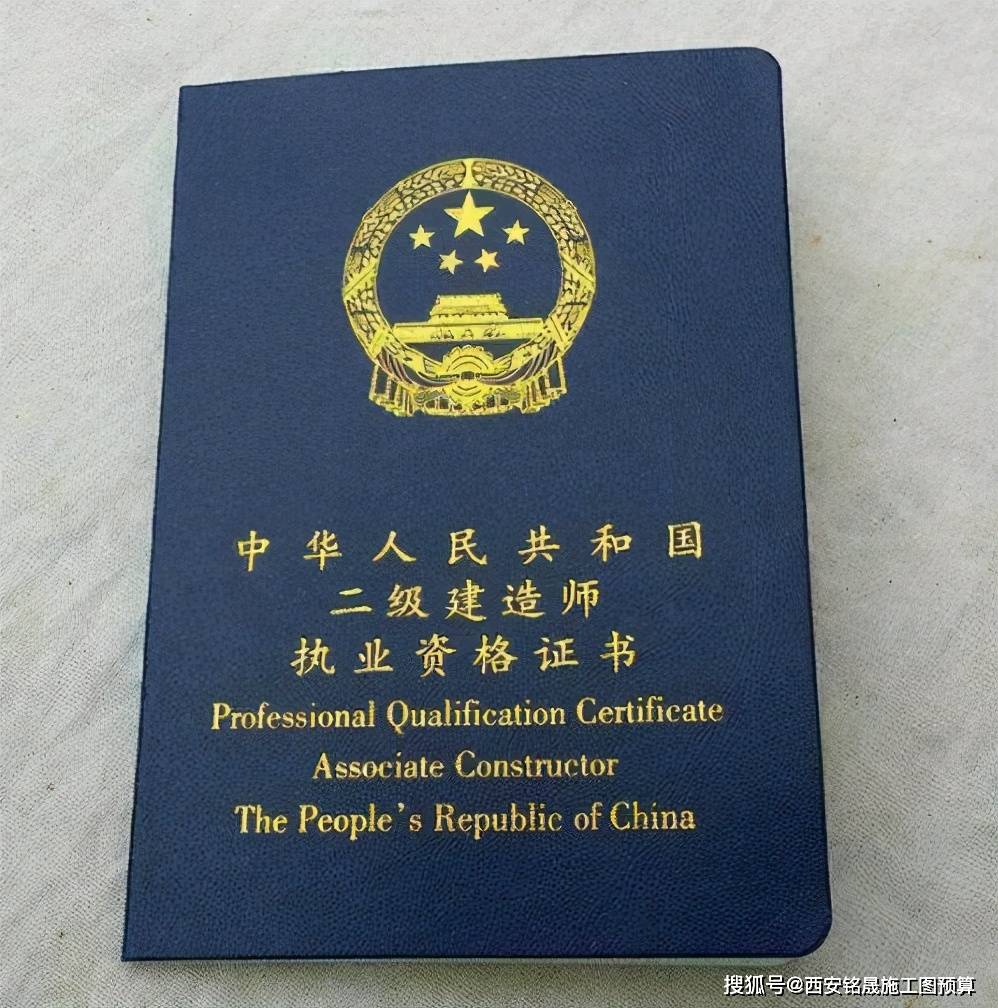 中华人民共和国
二级建造师
执业资格证书
Professional Qualification Certificate
Associate Constructor
The People's Republic of China
搜狐号@西安铭晟施工图预算